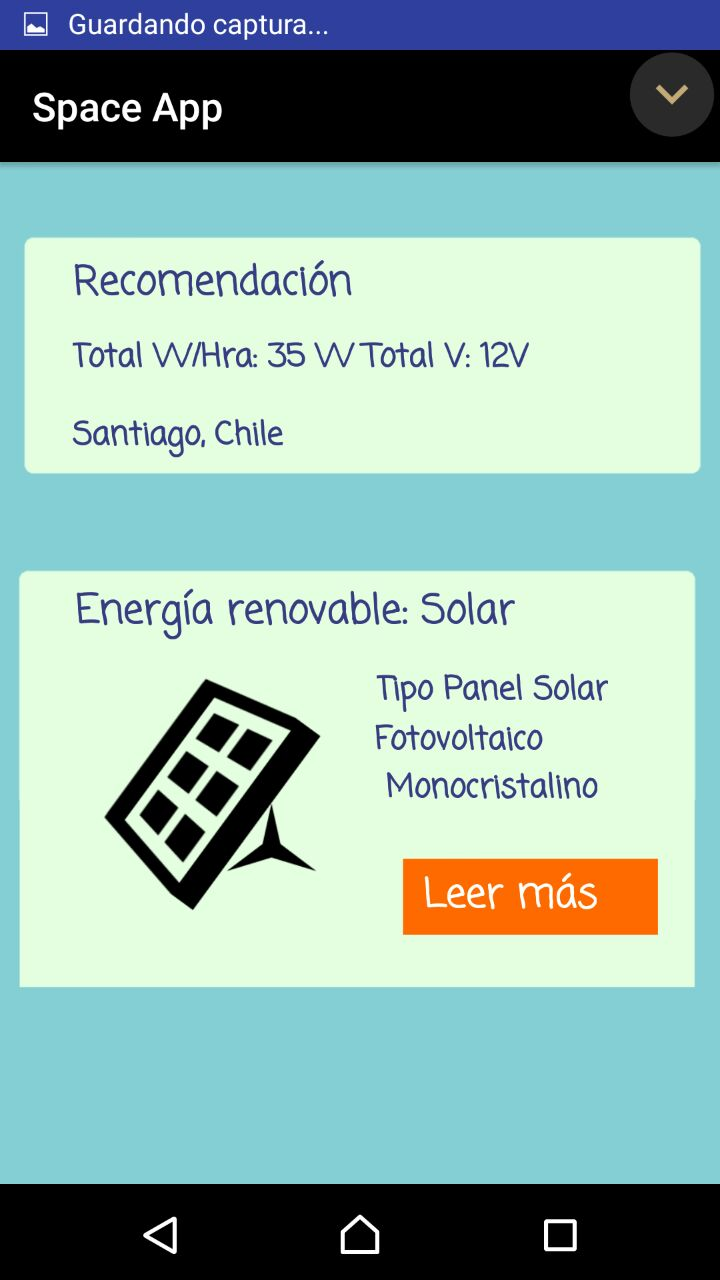 Guardando captura...
Space App
Recomendación
Total W/Hra: 35 W Total V: 12V
Santiago, Chile
Energía renovable: Solar
Tipo Panel Solar
Fotovoltaico
Monocristalino
Leer más